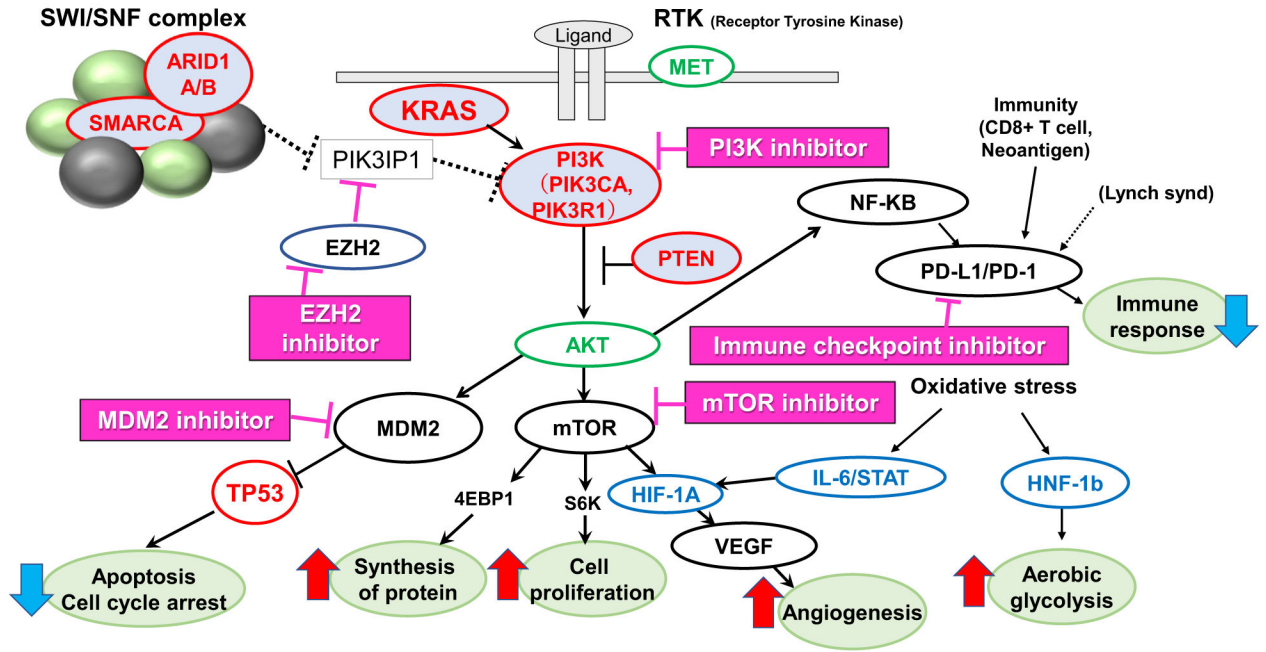 SWI/SNF complex
RTK (Receptor Tyrosine Kinase)
Ligand
MET
ARID1
A/B
SMARCA
KRAS
PIK3IP1
PI3K
(PIK3CA,
PIK3R1)
PI3K inhibitor
Immunity
(CD8+ T cell,
Neoantigen)
(Lynch synd)
NF-KB
EZH2
PTEN
PD-L1/PD-1
EZH2
inhibitor
Immune
response
AKT
Immune checkpoint inhibitor
Oxidative stress
MDM2 inhibitor
MDM2
mTOR
mTOR inhibitor
TP53
4EBP1
S6K
HIF-1A
IL-6/STAT
HNF-1b
VEGF
Apoptosis
Cell cycle arrest
Synthesis
of protein
Cell
proliferation
Angiogenesis
Aerobic
glycolysis